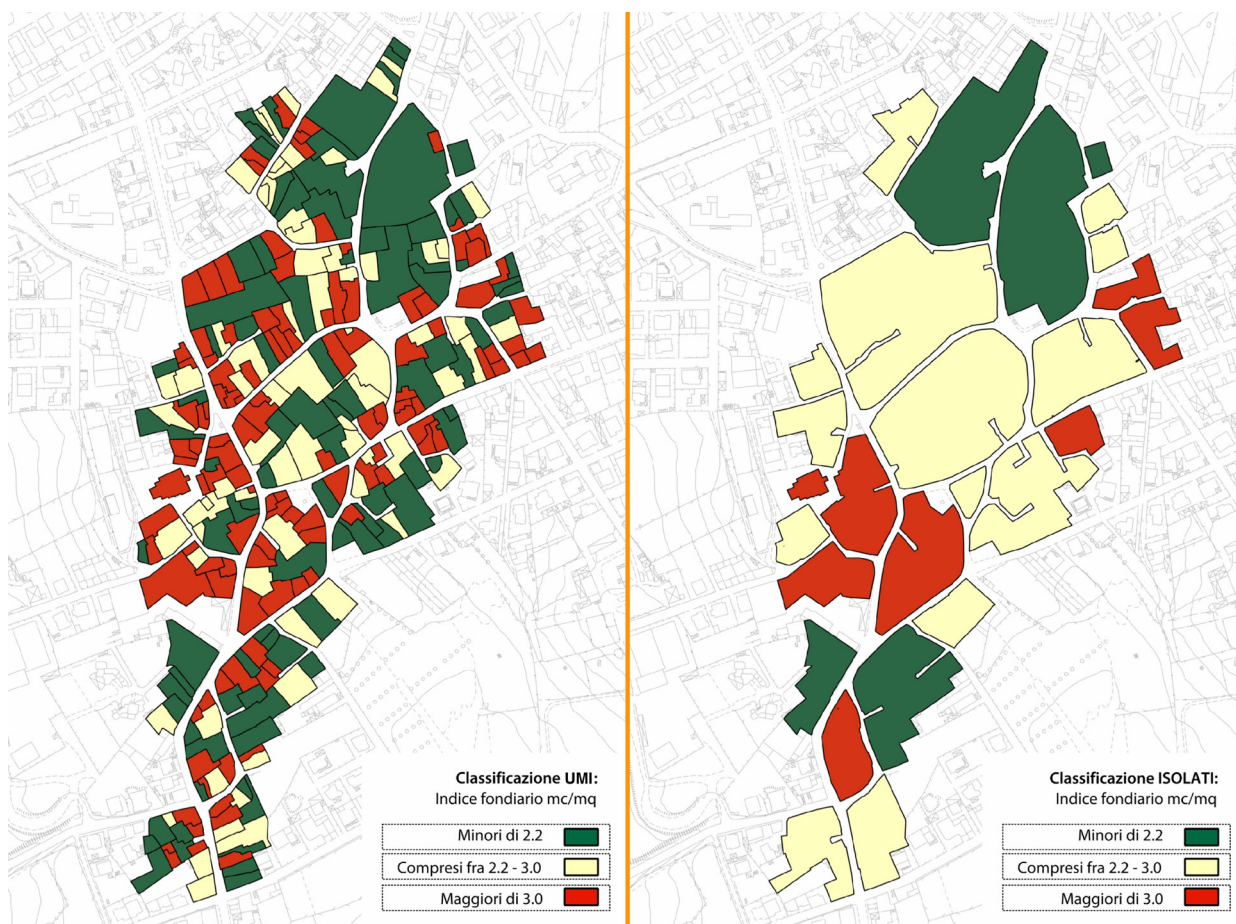 Classificazione UMI:
Indice fondiario mc/mq
Minori di 2.2
Compresi fra 2.2 - 3.0
Maggiori di 3.0
Classificazione ISOLATI:
Indice fondiario mc/mq
Minori di 2.2
Compresi fra 2.2 - 3.0
Maggiori di 3.0